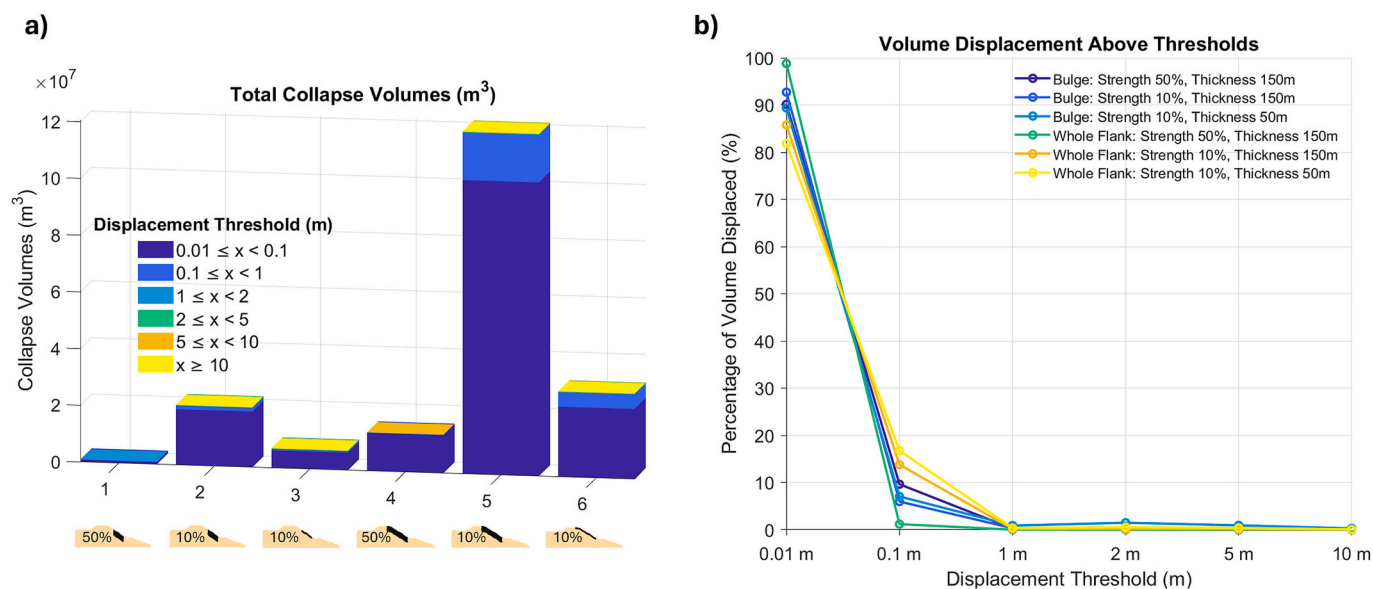 a)
×10⁷
Total Collapse Volumes (m³)
Collapse Volumes (m³)
12
10
8
6
4
2
0
Displacement Threshold (m)
0.01 ≤ x < 0.1
0.1 ≤ x < 1
1 ≤ x < 2
2 ≤ x < 5
5 ≤ x < 10
x ≥ 10
1 2 3 4 5 6
50% 10% 10% 50% 10% 10%
b)
Volume Displacement Above Thresholds
Percentage of Volume Displaced (%)
100
90
80
70
60
50
40
30
20
10
0
Bulge: Strength 50%, Thickness 150m
Bulge: Strength 10%, Thickness 150m
Bulge: Strength 10%, Thickness 50m
Whole Flank: Strength 50%, Thickness 150m
Whole Flank: Strength 10%, Thickness 150m
Whole Flank: Strength 10%, Thickness 50m
0.01 m 0.1 m 1 m 2 m 5 m 10 m
Displacement Threshold (m)